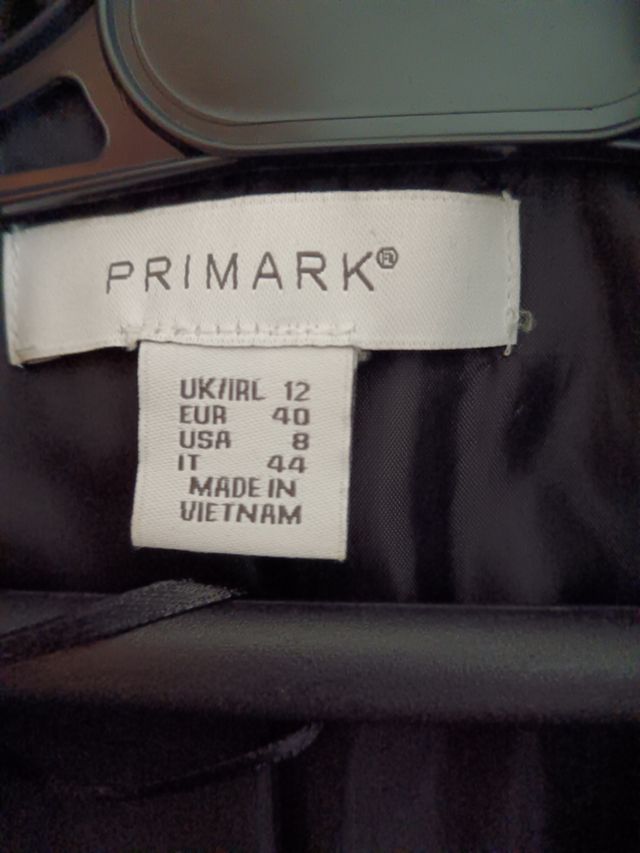 PRIMARK®
UK/IRL 12
EUR 40
USA 8
IT 44
MADE IN
VIETNAM